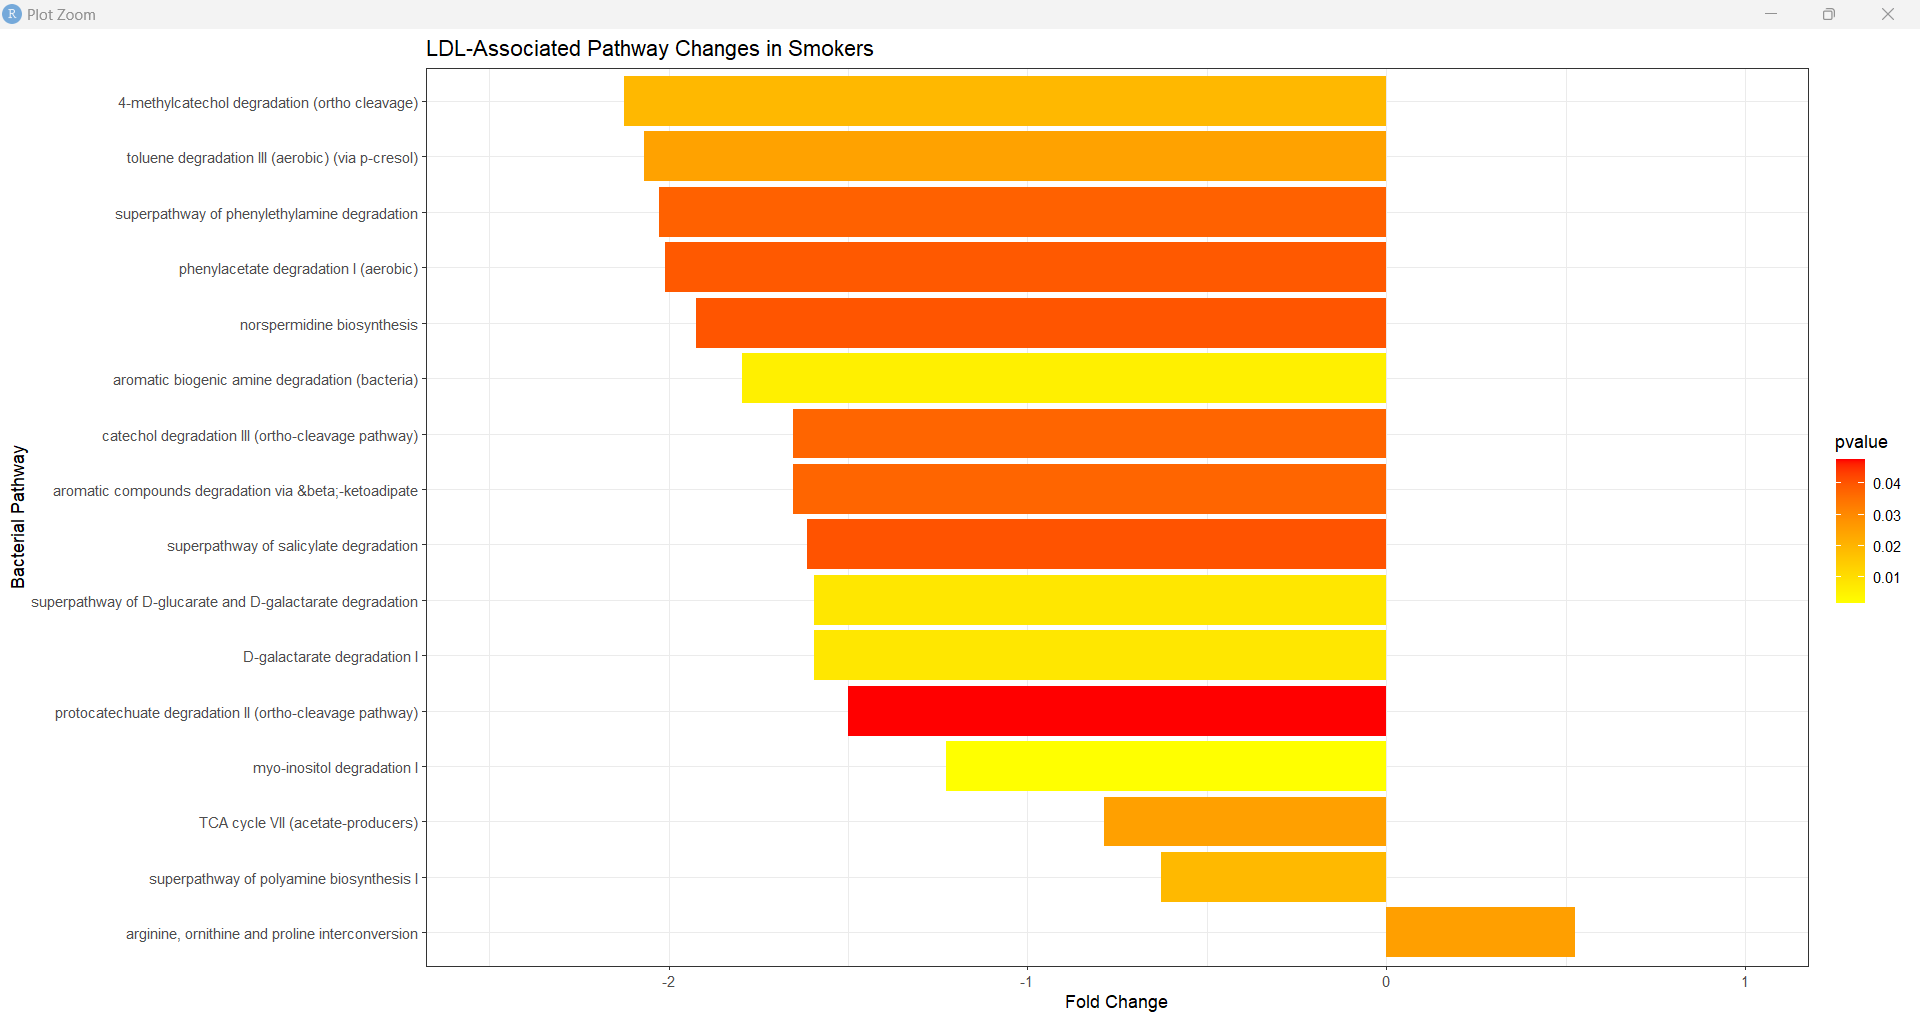 R Plot Zoom
LDL-Associated Pathway Changes in Smokers
4-methylcatechol degradation (ortho cleavage)
toluene degradation III (aerobic) (via p-cresol)
superpathway of phenylethylamine degradation
phenylacetate degradation I (aerobic)
norspermidine biosynthesis
aromatic biogenic amine degradation (bacteria)
catechol degradation III (ortho-cleavage pathway)
aromatic compounds degradation via &beta;-ketoadipate
superpathway of salicylate degradation
superpathway of D-glucarate and D-galactarate degradation
D-galactarate degradation I
protocatechuate degradation II (ortho-cleavage pathway)
myo-inositol degradation I
TCA cycle VII (acetate-producers)
superpathway of polyamine biosynthesis I
arginine, ornithine and proline interconversion
Bacterial Pathway
-2 -1 0 1
Fold Change
pvalue
0.04
0.03
0.02
0.01